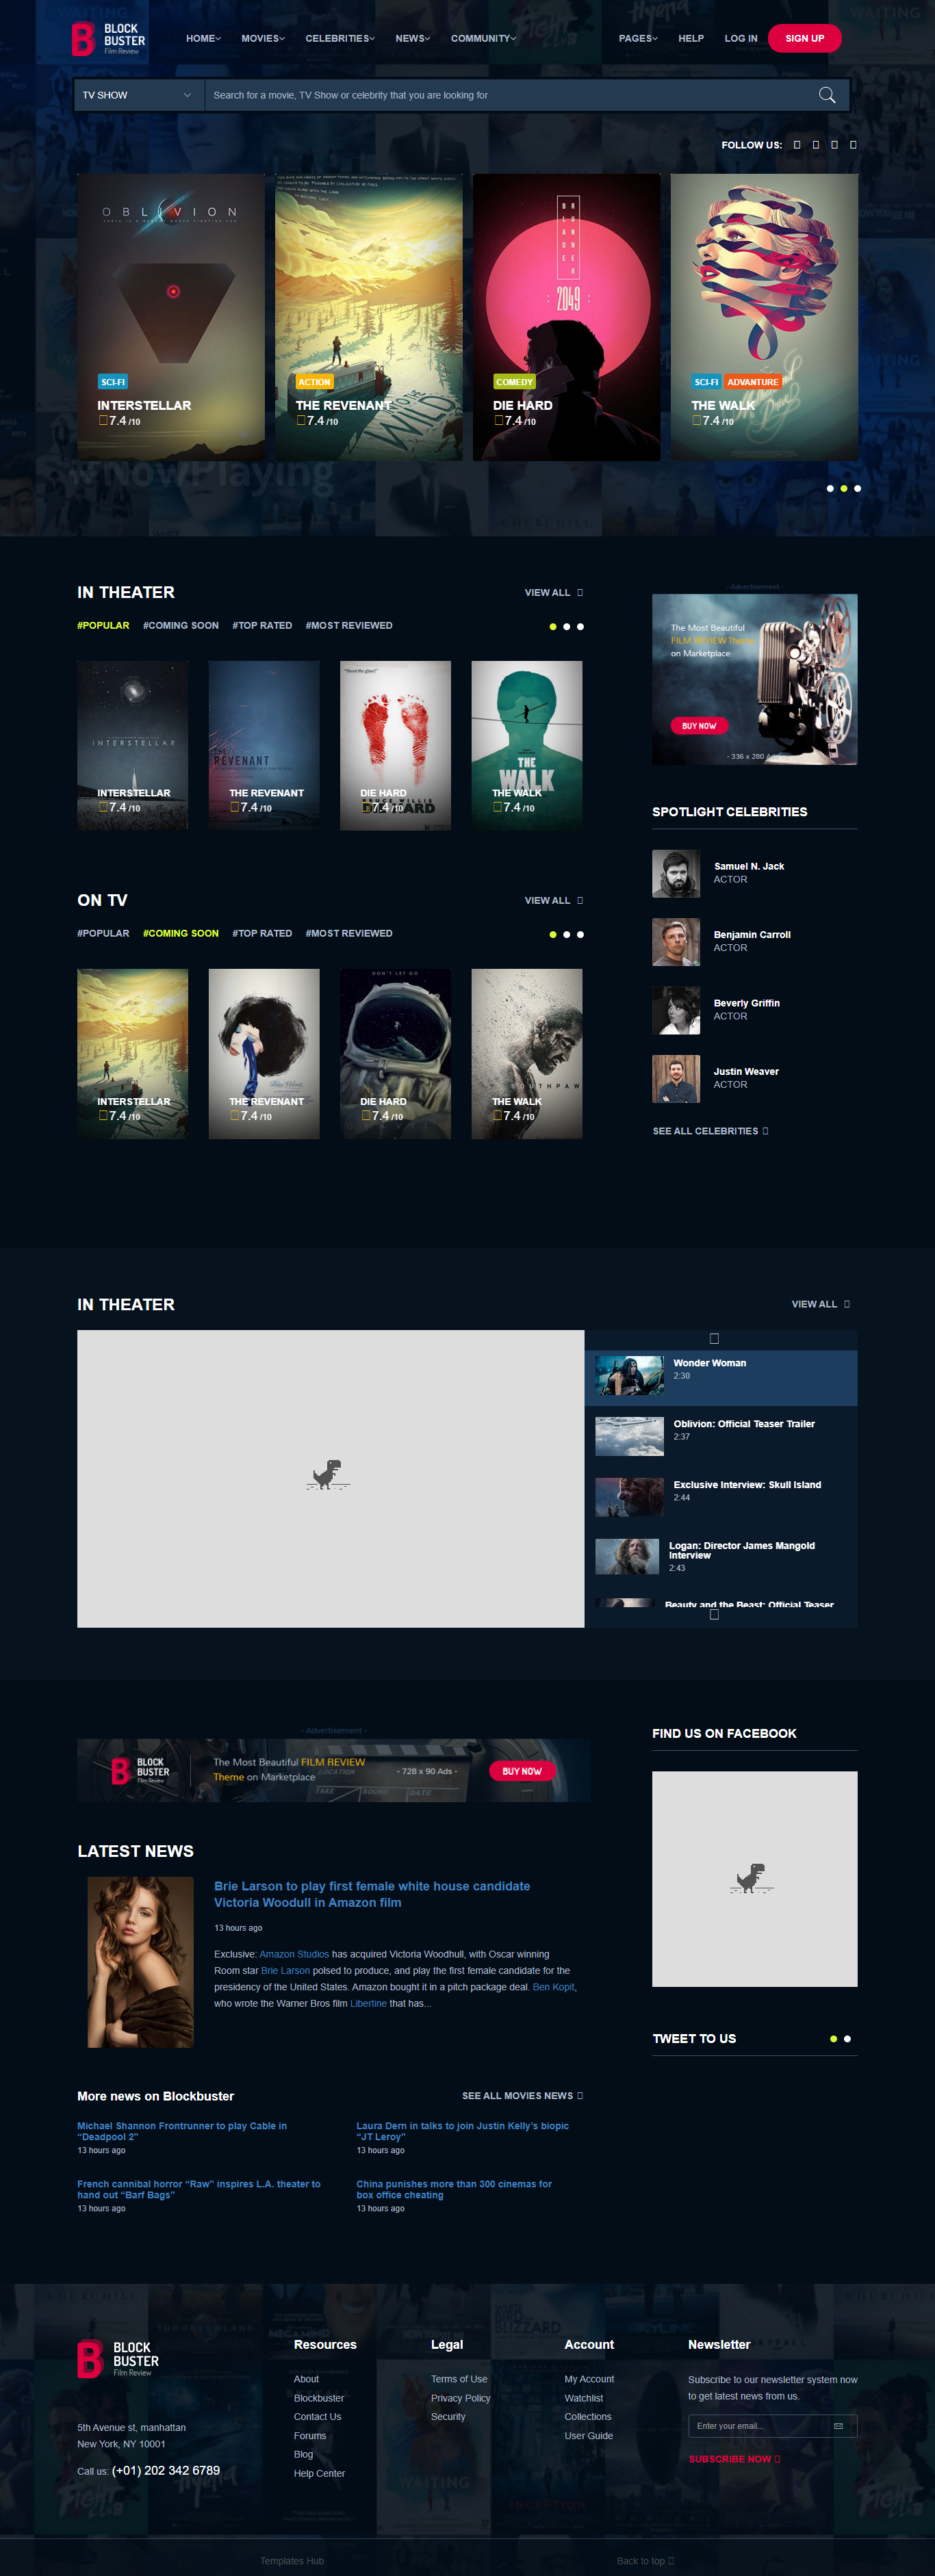 BLOCK
BUSTER
Film Review
HOME MOVIES CELEBRITIES NEWS COMMUNITY PAGES HELP LOG IN SIGN UP
TV SHOW Search for a movie, TV Show or celebrity that you are looking for
FOLLOW US:
OBLIVION
SCI-FI
INTERSTELLAR
7.4 /10
ACTION
THE REVENANT
7.4 /10
2049
COMEDY
DIE HARD
7.4 /10
SCI-FI ADVANTURE
THE WALK
7.4 /10
IN THEATER VIEW ALL
#POPULAR #COMING SOON #TOP RATED #MOST REVIEWED
INTERSTELLAR
INTERSTELLAR
7.4 /10
THE
REVENANT
THE REVENANT
7.4 /10
DIE HARD
7.4 /10
THE
WALK
THE WALK
7.4 /10
- Advertisement -
The Most Beautiful
FILM REVIEW Theme
on Marketplace
BUY NOW
- 336 x 280 Ads -
SPOTLIGHT CELEBRITIES
Samuel N. Jack
ACTOR
Benjamin Carroll
ACTOR
Beverly Griffin
ACTOR
Justin Weaver
ACTOR
SEE ALL CELEBRITIES
ON TV VIEW ALL
#POPULAR #COMING SOON #TOP RATED #MOST REVIEWED
INTERSTELLAR
7.4 /10
Blue Velvet
THE REVENANT
7.4 /10
DON'T LET GO
DIE HARD
7.4 /10
SOUTHPAW
THE WALK
7.4 /10
IN THEATER VIEW ALL
Wonder Woman
2:30
Oblivion: Official Teaser Trailer
2:37
Exclusive Interview: Skull Island
2:44
Logan: Director James Mangold
Interview
2:43
Beauty and the Beast: Official Teaser
- Advertisement -
BLOCK
BUSTER
Film Review
The Most Beautiful FILM REVIEW
Theme on Marketplace
- 728 x 90 Ads -
BUY NOW
FIND US ON FACEBOOK
LATEST NEWS
Brie Larson to play first female white house candidate
Victoria Woodull in Amazon film
13 hours ago
Exclusive: Amazon Studios has acquired Victoria Woodhull, with Oscar winning
Room star Brie Larson polsed to produce, and play the first female candidate for the
presidency of the United States. Amazon bought it in a pitch package deal. Ben Kopit,
who wrote the Warner Bros film Libertine that has...
TWEET TO US
More news on Blockbuster SEE ALL MOVIES NEWS
Michael Shannon Frontrunner to play Cable in
“Deadpool 2”
13 hours ago
Laura Dern in talks to join Justin Kelly’s biopic
“JT Leroy”
13 hours ago
French cannibal horror “Raw” inspires L.A. theater to
hand out “Barf Bags”
13 hours ago
China punishes more than 300 cinemas for
box office cheating
13 hours ago
BLOCK
BUSTER
Film Review
5th Avenue st, manhattan
New York, NY 10001
Call us: (+01) 202 342 6789
Resources
About
Blockbuster
Contact Us
Forums
Blog
Help Center
Legal
Terms of Use
Privacy Policy
Security
Account
My Account
Watchlist
Collections
User Guide
Newsletter
Subscribe to our newsletter system now
to get latest news from us.
Enter your email...
SUBSCRIBE NOW
Templates Hub
Back to top